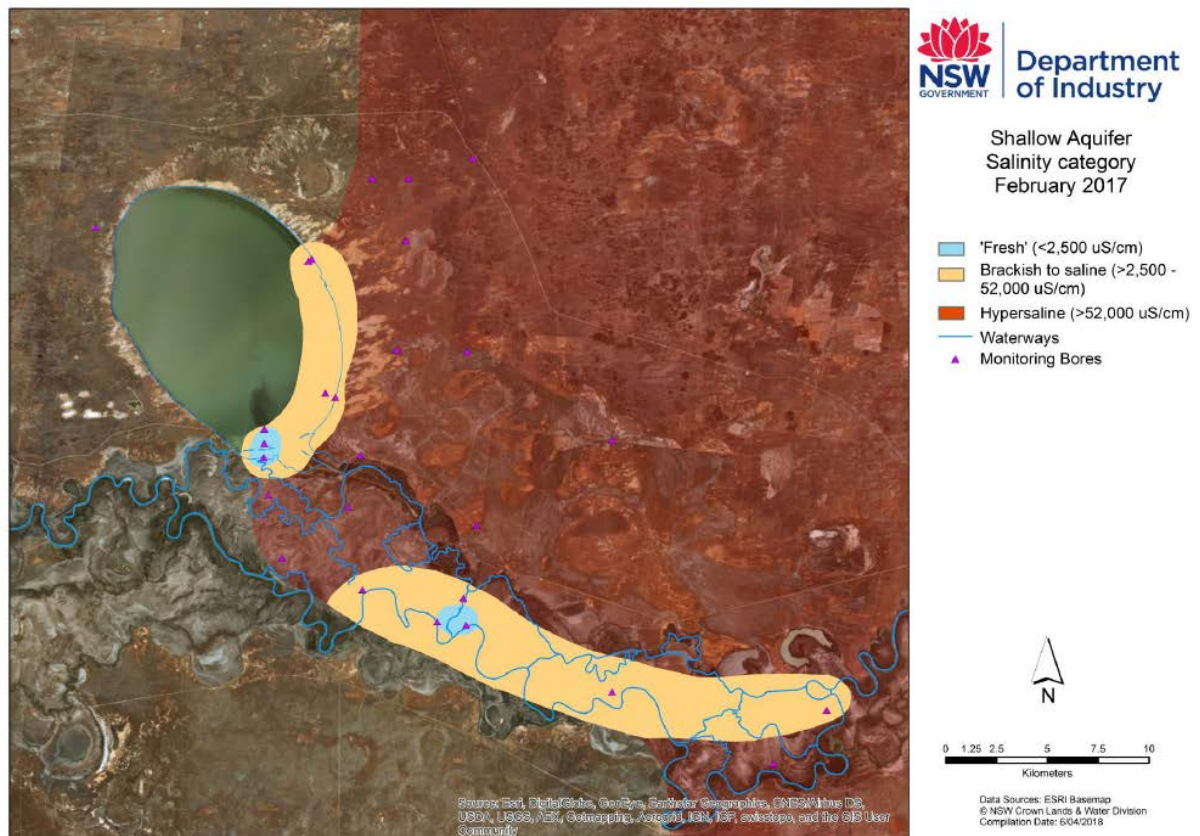 NSW
GOVERNMENT
Department
of Industry
Shallow Aquifer
Salinity category
February 2017
'Fresh' (<2,500 uS/cm)
Brackish to saline (>2,500 -
52,000 uS/cm)
Hypersaline (>52,000 uS/cm)
Waterways
Monitoring Bores
N
0 1.25 2.5 5 7.5 10
Kilometers
Data Sources: ESRI Basemap
© NSW Crown Lands & Water Division
Compilation Date: 6/04/2018
Source: Esri, DigitalGlobe, GeoEye, Earthstar Geographics, CNES/Airbus DS,
USDA, USGS, AEX, Getmapping, Aerogrid, IGN, IGP, swisstopo, and the GIS User
Community